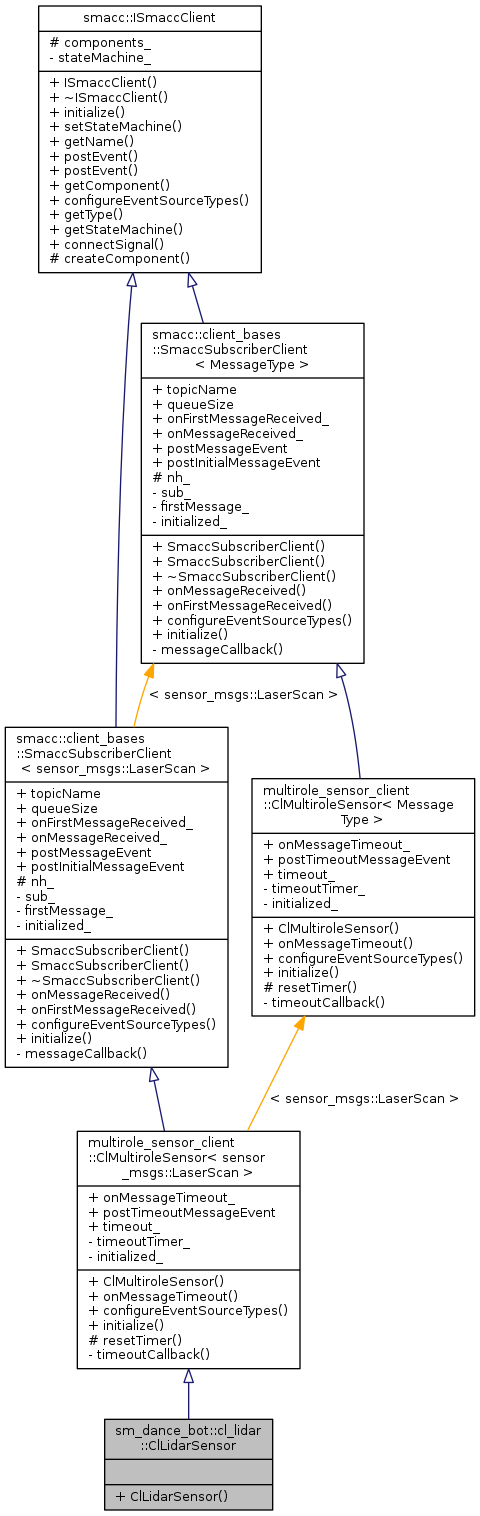 smacc::ISmaccClient
# components_
- stateMachine_
+ ISmaccClient()
+ ~ISmaccClient()
+ initialize()
+ setStateMachine()
+ getName()
+ postEvent()
+ postEvent()
+ getComponent()
+ configureEventSourceTypes()
+ getType()
+ getStateMachine()
+ connectSignal()
# createComponent()
smacc::client_bases
::SmaccSubscriberClient
< MessageType >
+ topicName
+ queueSize
+ onFirstMessageReceived_
+ onMessageReceived_
+ postMessageEvent
+ postInitialMessageEvent
# nh_
- sub_
- firstMessage_
- initialized_
+ SmaccSubscriberClient()
+ SmaccSubscriberClient()
+ ~SmaccSubscriberClient()
+ onMessageReceived()
+ onFirstMessageReceived()
+ configureEventSourceTypes()
+ initialize()
- messageCallback()
< sensor_msgs::LaserScan >
smacc::client_bases
::SmaccSubscriberClient
< sensor_msgs::LaserScan >
+ topicName
+ queueSize
+ onFirstMessageReceived_
+ onMessageReceived_
+ postMessageEvent
+ postInitialMessageEvent
# nh_
- sub_
- firstMessage_
- initialized_
+ SmaccSubscriberClient()
+ SmaccSubscriberClient()
+ ~SmaccSubscriberClient()
+ onMessageReceived()
+ onFirstMessageReceived()
+ configureEventSourceTypes()
+ initialize()
- messageCallback()
multirole_sensor_client
::ClMultiroleSensor< Message
Type >
+ onMessageTimeout_
+ postTimeoutMessageEvent
+ timeout_
- timeoutTimer_
- initialized_
+ ClMultiroleSensor()
+ onMessageTimeout()
+ configureEventSourceTypes()
+ initialize()
# resetTimer()
- timeoutCallback()
< sensor_msgs::LaserScan >
multirole_sensor_client
::ClMultiroleSensor< sensor
_msgs::LaserScan >
+ onMessageTimeout_
+ postTimeoutMessageEvent
+ timeout_
- timeoutTimer_
- initialized_
+ ClMultiroleSensor()
+ onMessageTimeout()
+ configureEventSourceTypes()
+ initialize()
# resetTimer()
- timeoutCallback()
sm_dance_bot::cl_lidar
::ClLidarSensor
+ ClLidarSensor()